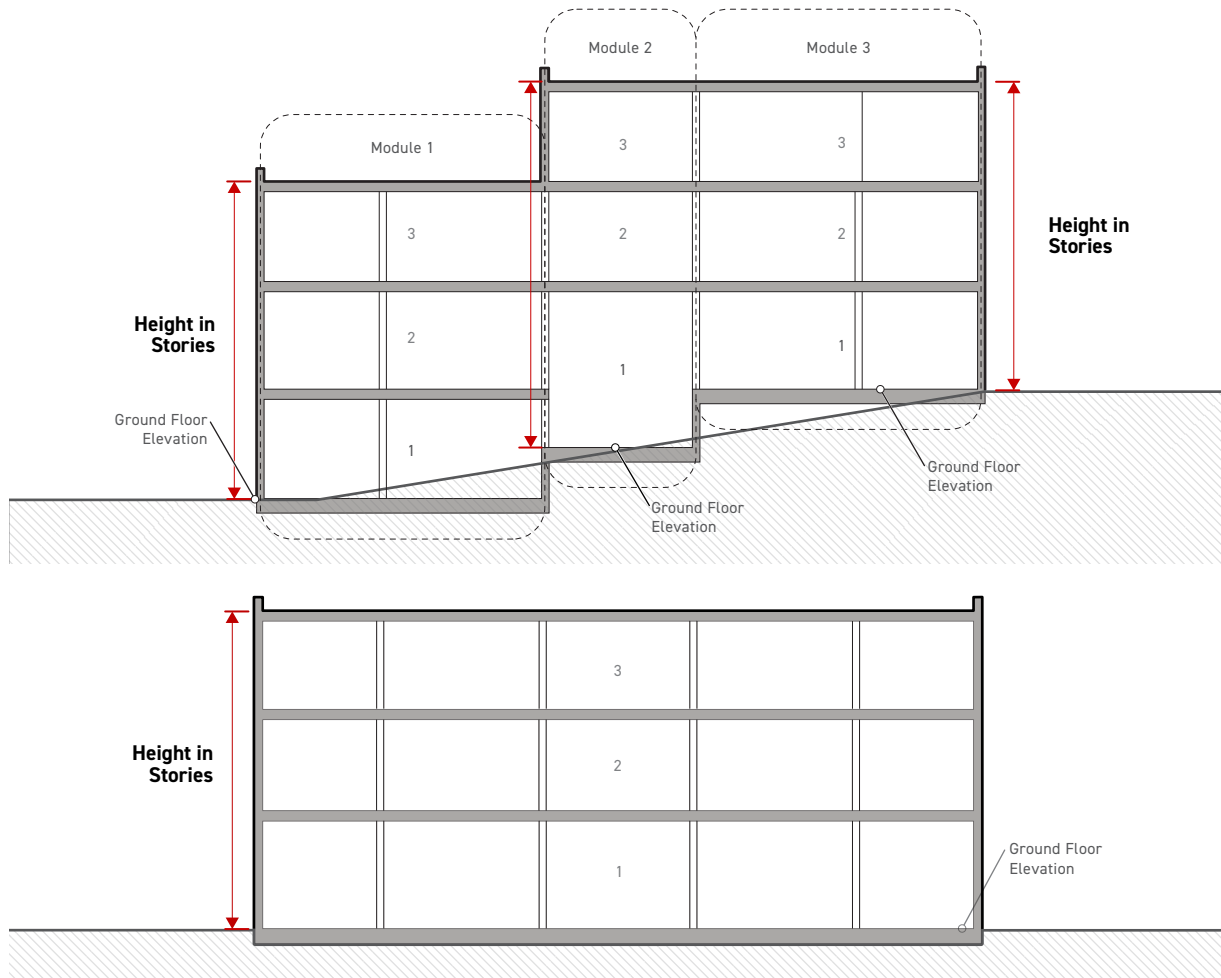 Module 2
Module 3
Module 1
3
3
3
2
2
Height in
Stories
Height in
Stories
2
1
1
Ground Floor
Elevation
1
Ground Floor
Elevation
Ground Floor
Elevation
3
Height in
Stories
2
Ground Floor
Elevation
1